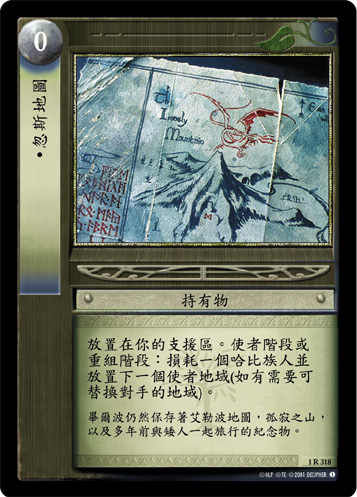 0
•忽斯地圖
Lonely
Mountain
持有物
放置在你的支援區。使者階段或
重組階段：損耗一個哈比族人並
放置下一個使者地域(如有需要可
替換對手的地域)。
畢爾波仍然保存著艾勒波地圖，孤寂之山，
以及多年前與矮人一起旅行的紀念物。
1 R 318
©NLP ©TE ©2001 DECIPHER